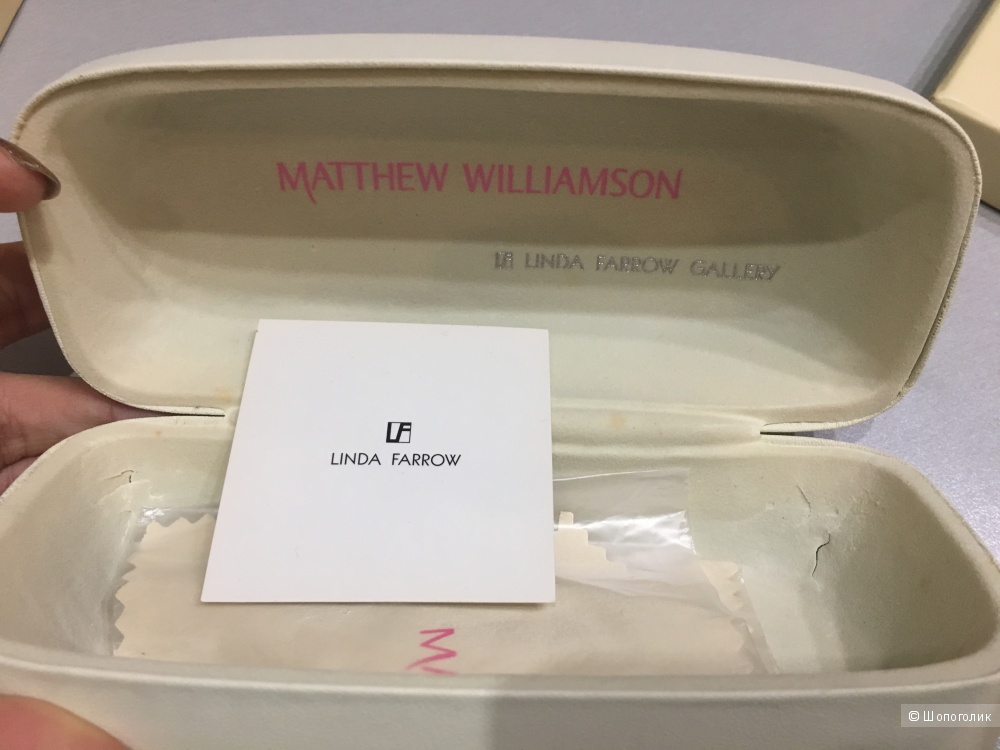 MATTHEW WILLIAMSON
LF LINDA FARROW GALLERY
LF
LINDA FARROW
M
© Шопоголик